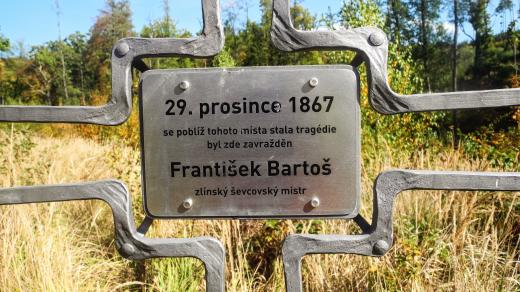 29. prosince 1867
se poblíž tohoto místa stala tragédie
byl zde zavražděn
František Bartoš
zlínský ševcovský mistr